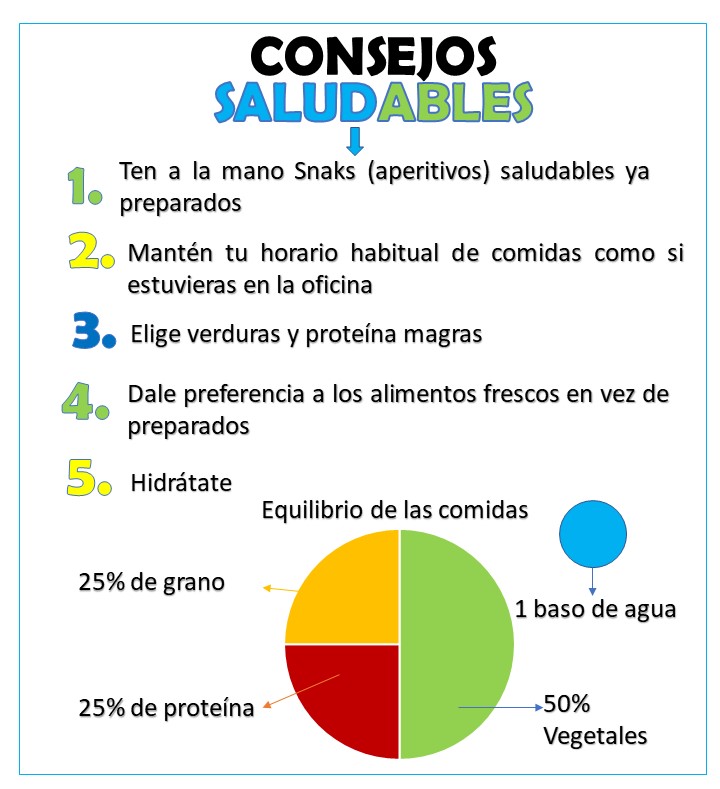 CONSEJOS
SALUDABLES
1. Ten a la mano Snaks (aperitivos) saludables ya
preparados
2. Mantén tu horario habitual de comidas como si
estuvieras en la oficina
3. Elige verduras y proteína magras
4. Dale preferencia a los alimentos frescos en vez de
preparados
5. Hidrátate
Equilibrio de las comidas
25% de grano
1 baso de agua
25% de proteína
50%
Vegetales